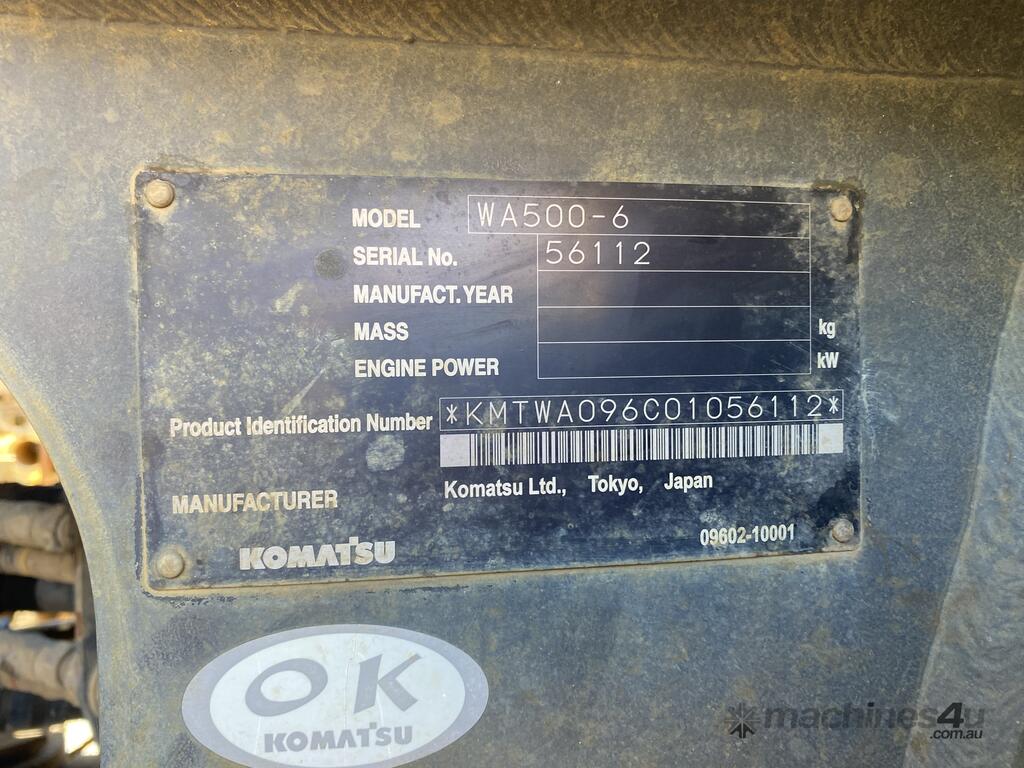 MODEL WA500-6
SERIAL No. 56112
MANUFACT. YEAR
MASS kg
ENGINE POWER kW
Product Identification Number *KMTWA096C01056112*
MANUFACTURER Komatsu Ltd., Tokyo, Japan
KOMATSU 09602-10001
OK
KOMATSU
machines4u
.com.au